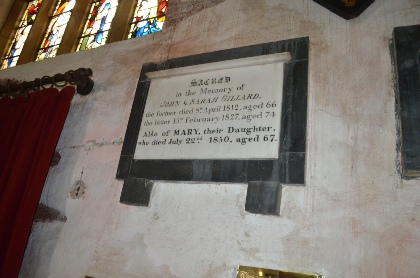 SACRED
to the Memory of
JOHN & SARAH GILLARD,
the former died 8th April 1812, aged 66
the latter 15th February 1827, aged 74
Also of MARY, their Daughter,
who died July 22nd 1850, aged 67.